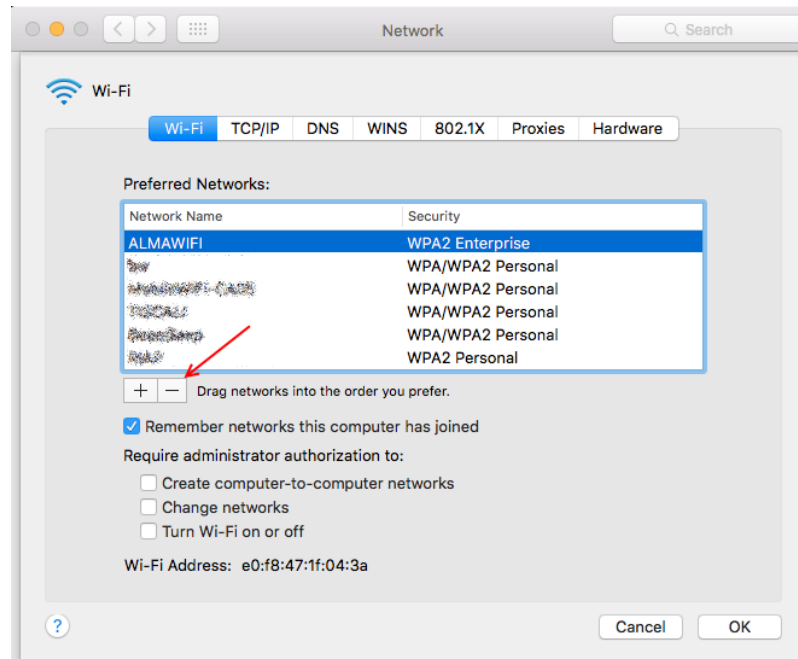 Network
Search
Wi-Fi
Wi-Fi TCP/IP DNS WINS 802.1X Proxies Hardware
Preferred Networks:
Network Name Security
ALMAWIFI WPA2 Enterprise
WPA/WPA2 Personal
WPA/WPA2 Personal
WPA/WPA2 Personal
WPA/WPA2 Personal
WPA2 Personal
+ − Drag networks into the order you prefer.
Remember networks this computer has joined
Require administrator authorization to:
Create computer-to-computer networks
Change networks
Turn Wi-Fi on or off
Wi-Fi Address: e0:f8:47:1f:04:3a
? Cancel OK